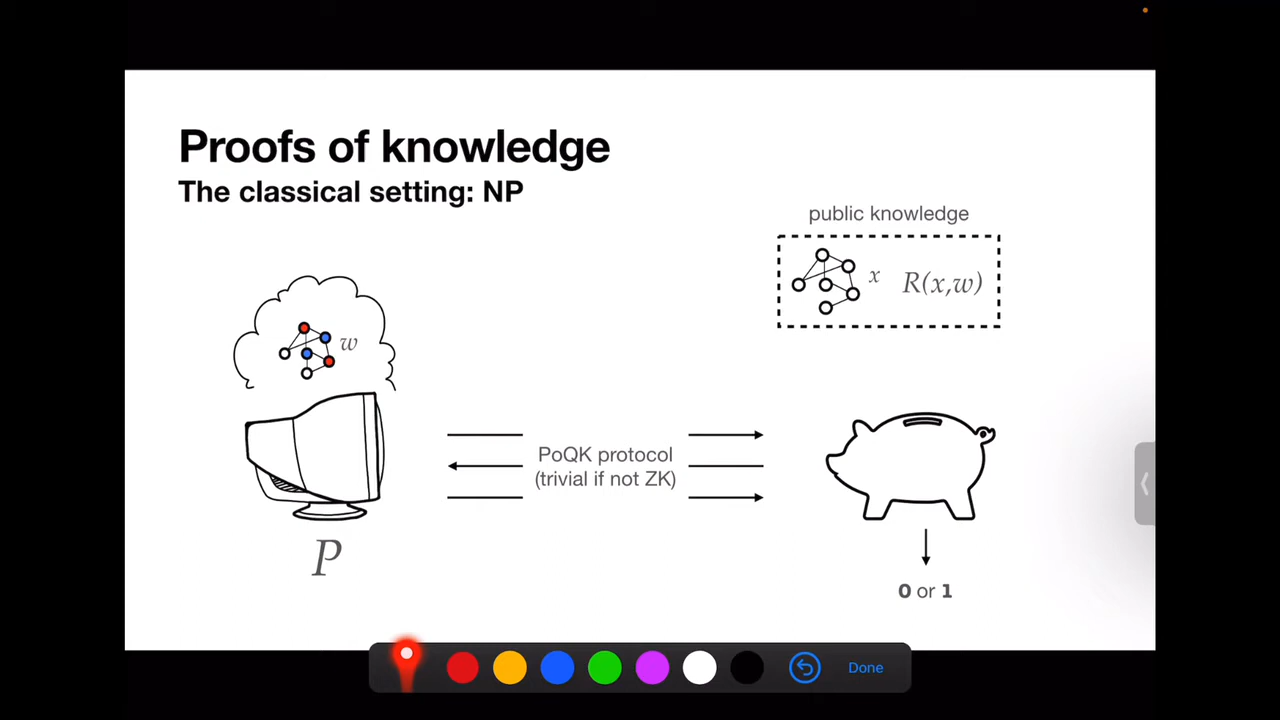 Proofs of knowledge
The classical setting: NP
public knowledge
x R(x,w)
w
PoQK protocol
(trivial if not ZK)
P
0 or 1
Done